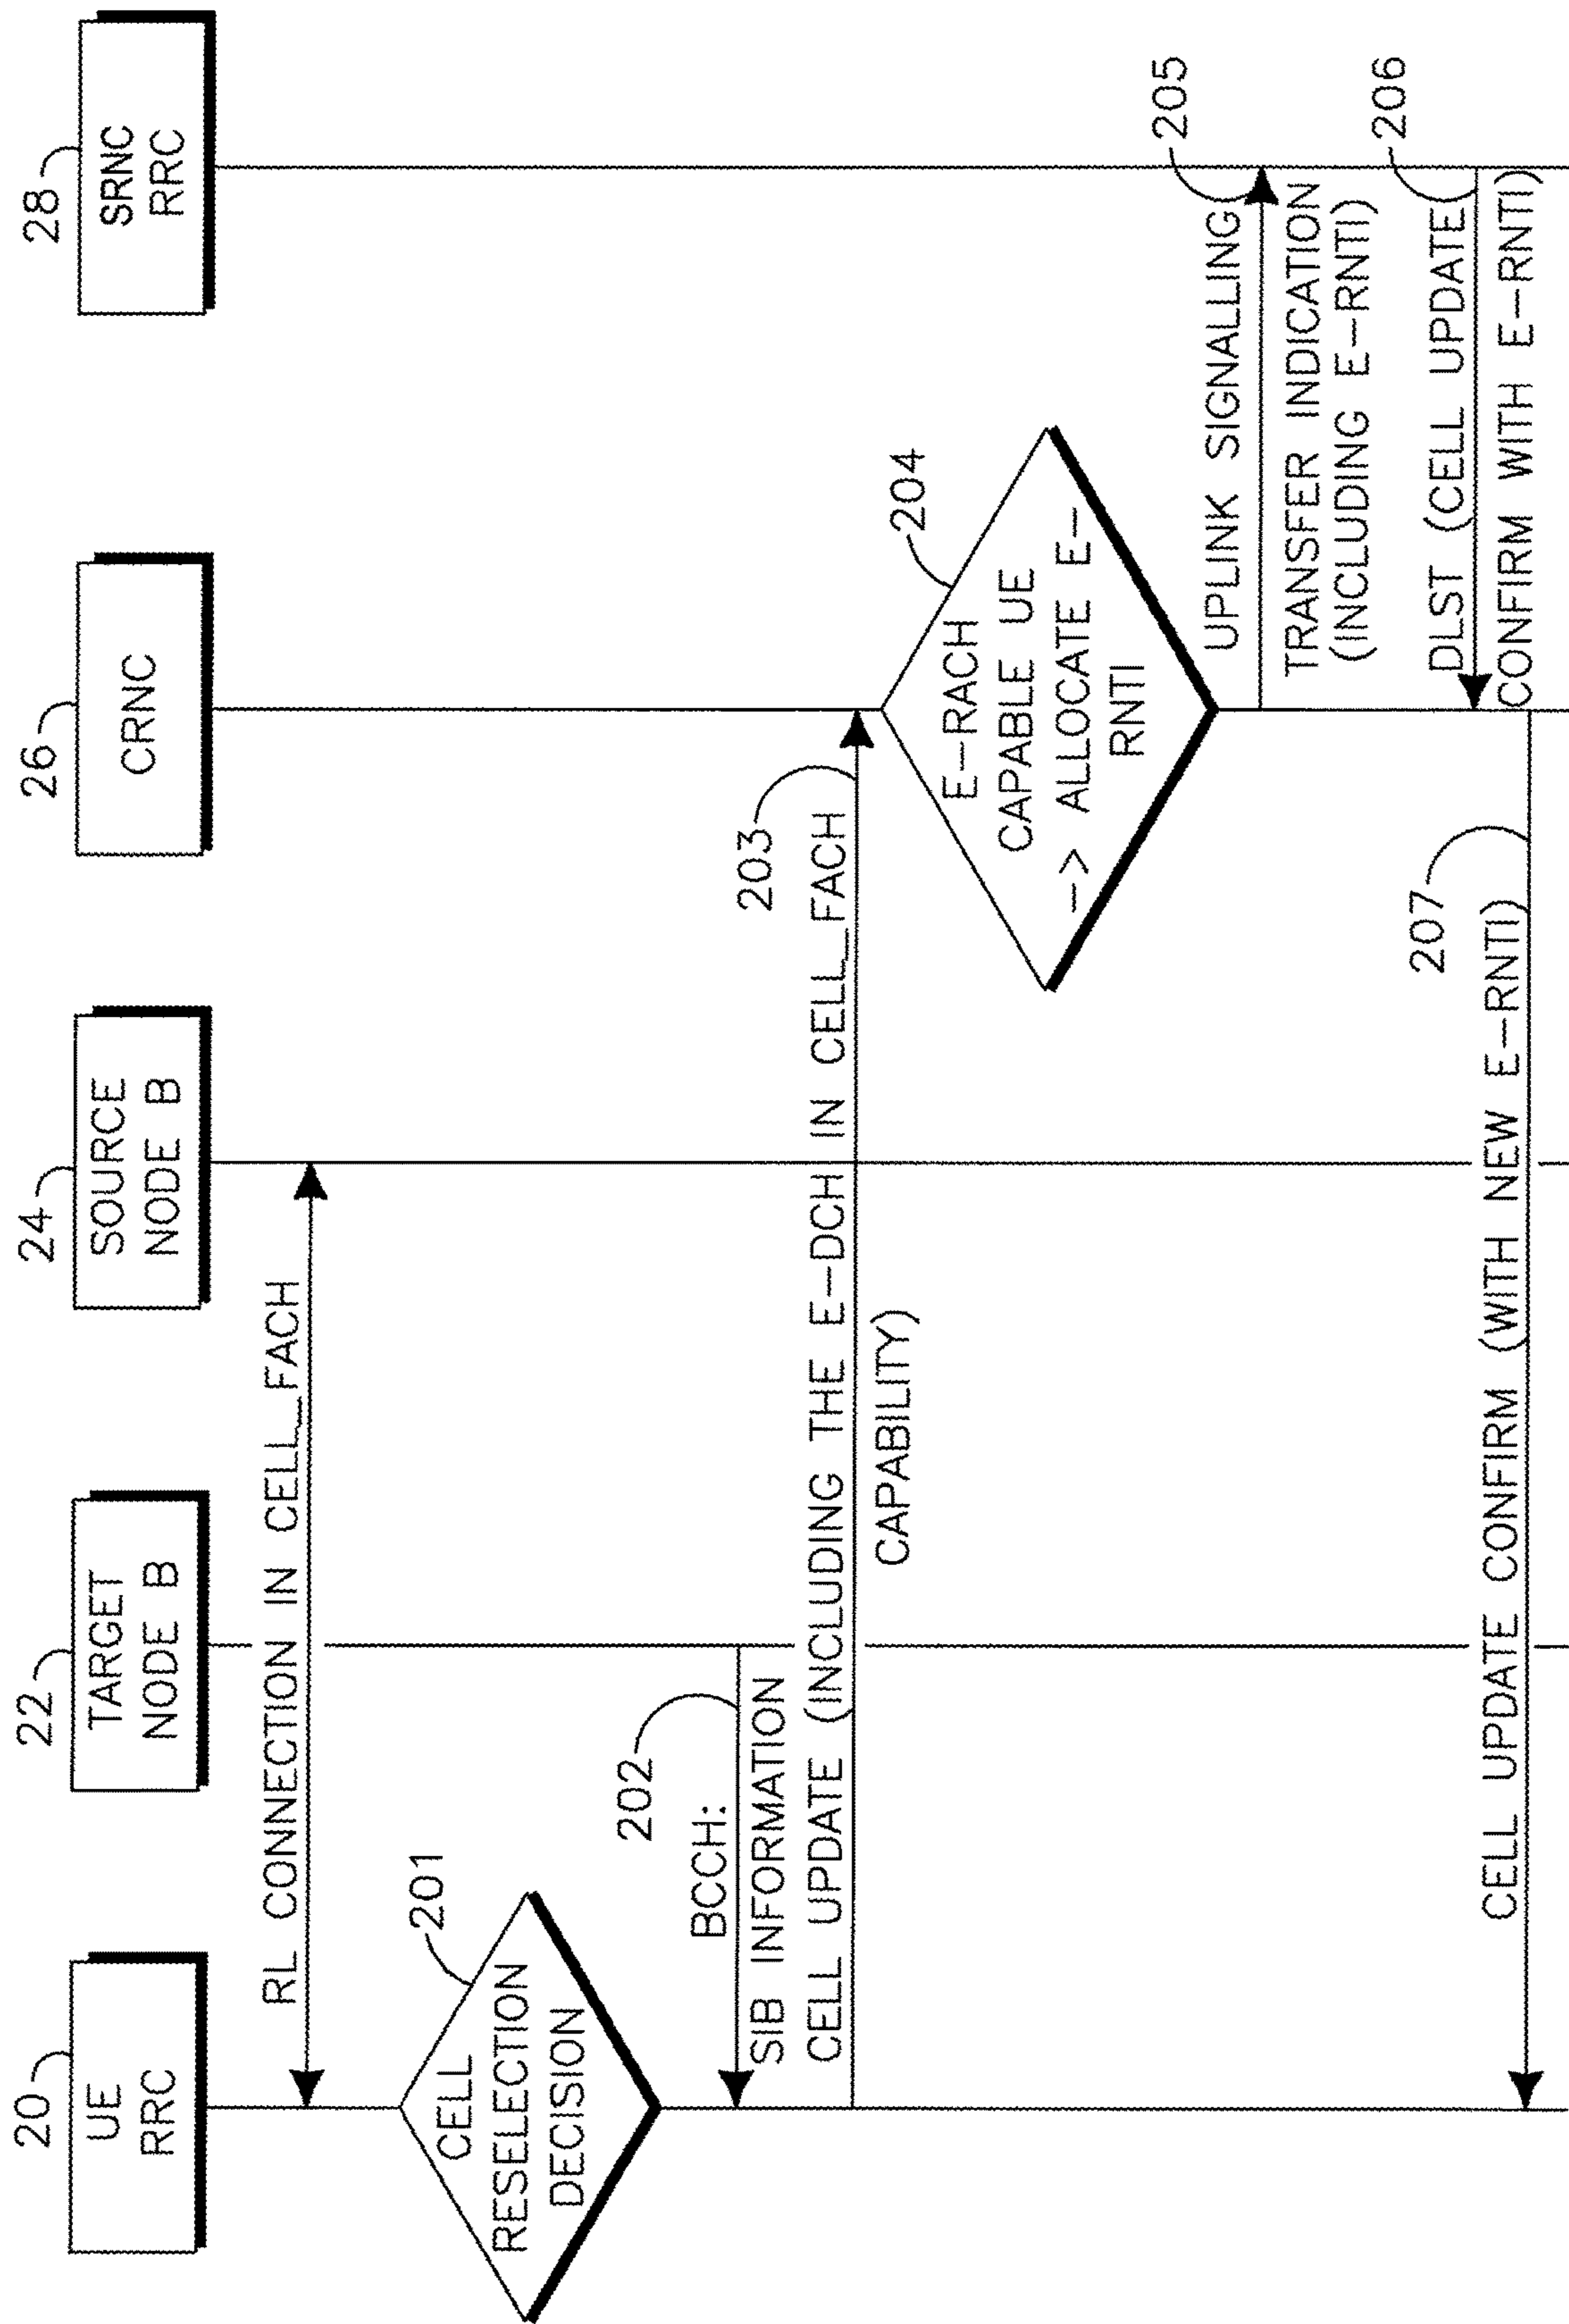 20
UE
RRC
22
TARGET
NODE B
24
SOURCE
NODE B
26
CRNC
28
SRNC
RRC
RL CONNECTION IN CELL_FACH
201
CELL
RESELECTION
DECISION
202
BCCH:
SIB INFORMATION
203
CELL UPDATE (INCLUDING THE E-DCH IN CELL_FACH
CAPABILITY)
204
E-RACH
CAPABLE UE
-> ALLOCATE E-
RNTI
205
UPLINK SIGNALLING
TRANSFER INDICATION
(INCLUDING E-RNTI)
206
DLST (CELL UPDATE
CONFIRM WITH E-RNTI)
207
CELL UPDATE CONFIRM (WITH NEW E-RNTI)